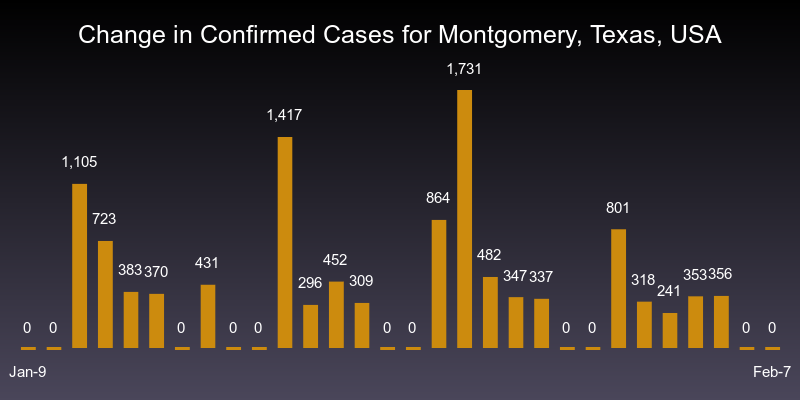 Change in Confirmed Cases for Montgomery, Texas, USA
0 0 1,105 723 383 370 0 431 0 0 1,417 296 452 309 0 0 864 1,731 482 347 337 0 0 801 318 241 353 356 0 0
Jan-9 Feb-7